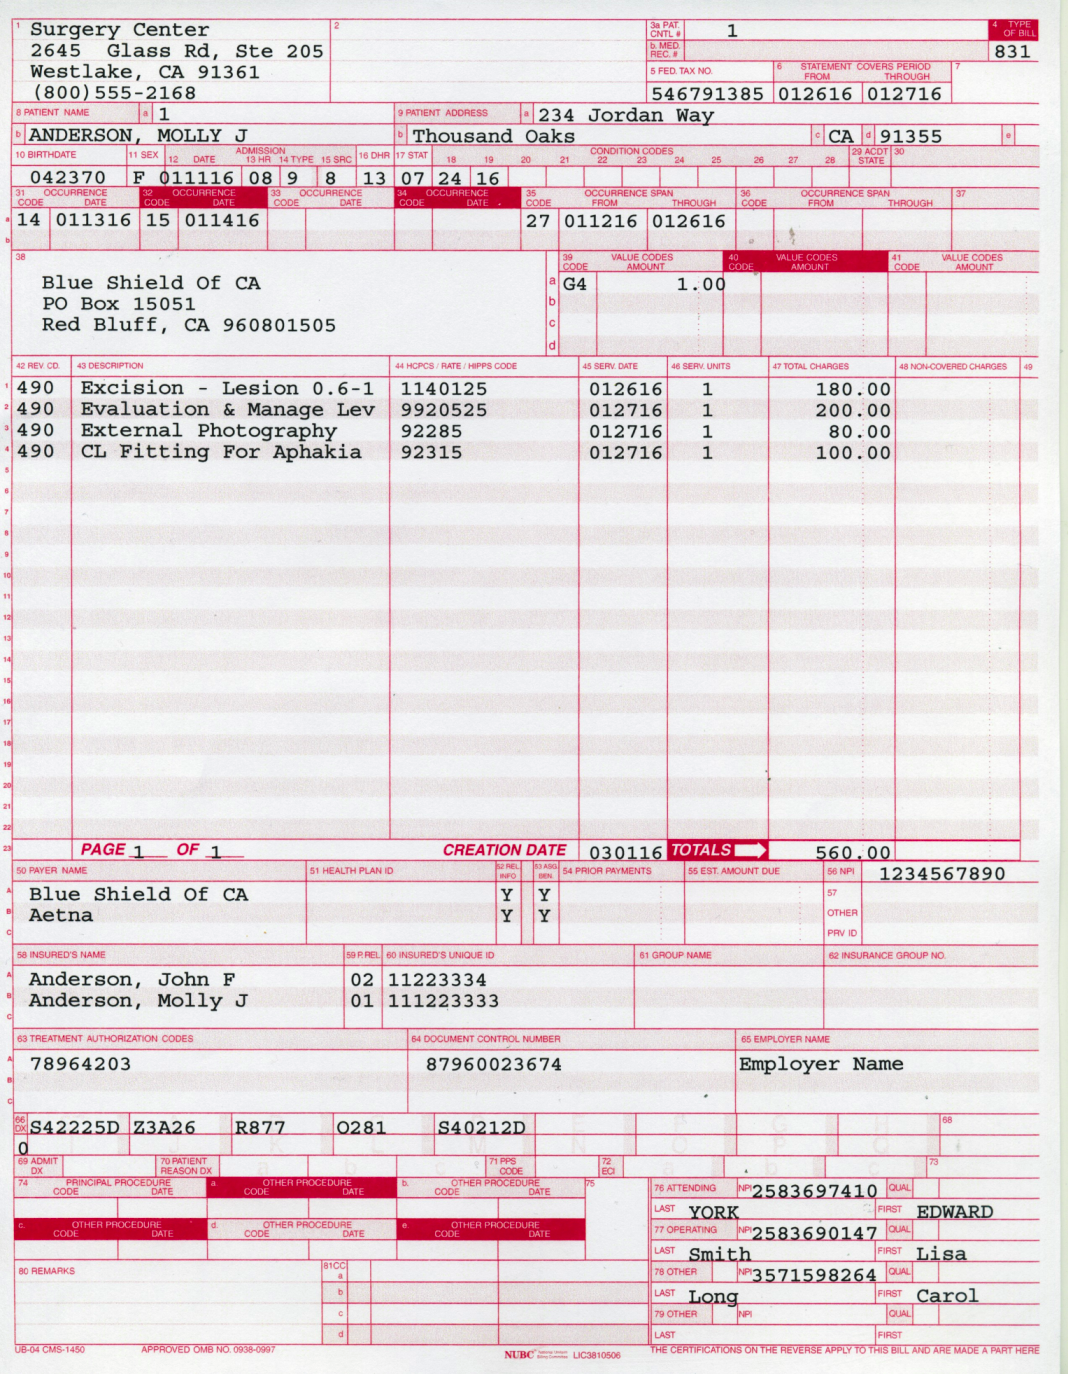 1 Surgery Center
2645 Glass Rd, Ste 205
Westlake, CA 91361
(800)555-2168
2
3a PAT. CNTL # 1
b. MED. REC. #
4 TYPE OF BILL
831
5 FED. TAX NO. 6 STATEMENT COVERS PERIOD FROM THROUGH 7
546791385 012616 012716
8 PATIENT NAME a 1 9 PATIENT ADDRESS a 234 Jordan Way
b ANDERSON, MOLLY J b Thousand Oaks c CA d 91355 e
10 BIRTHDATE 11 SEX ADMISSION 12 DATE 13 HR 14 TYPE 15 SRC 16 DHR 17 STAT CONDITION CODES 18 19 20 21 22 23 24 25 26 27 28 29 ACDT STATE 30
042370 F 011116 08 9 8 13 07 24 16
31 OCCURRENCE CODE DATE 32 OCCURRENCE CODE DATE 33 OCCURRENCE CODE DATE 34 OCCURRENCE CODE DATE 35 OCCURRENCE SPAN CODE FROM THROUGH 36 OCCURRENCE SPAN CODE FROM THROUGH 37
a 14 011316 15 011416 27 011216 012616
b
38
Blue Shield Of CA
PO Box 15051
Red Bluff, CA 960801505
39 CODE VALUE CODES AMOUNT 40 CODE VALUE CODES AMOUNT 41 CODE VALUE CODES AMOUNT
a G4 1.00
b
c
d
42 REV. CD. 43 DESCRIPTION 44 HCPCS / RATE / HIPPS CODE 45 SERV. DATE 46 SERV. UNITS 47 TOTAL CHARGES 48 NON-COVERED CHARGES 49
1 490 Excision - Lesion 0.6-1 1140125 012616 1 180.00
2 490 Evaluation & Manage Lev 9920525 012716 1 200.00
3 490 External Photography 92285 012716 1 80.00
4 490 CL Fitting For Aphakia 92315 012716 1 100.00
5
6
7
8
9
10
11
12
13
14
15
16
17
18
19
20
21
22
23 PAGE 1 OF 1 CREATION DATE 030116 TOTALS 560.00
50 PAYER NAME 51 HEALTH PLAN ID 52 REL. INFO 53 ASG. BEN. 54 PRIOR PAYMENTS 55 EST. AMOUNT DUE 56 NPI 1234567890
A Blue Shield Of CA Y Y 57
B Aetna Y Y OTHER
C PRV ID
58 INSURED'S NAME 59 P.REL 60 INSURED'S UNIQUE ID 61 GROUP NAME 62 INSURANCE GROUP NO.
A Anderson, John F 02 11223334
B Anderson, Molly J 01 111223333
C
63 TREATMENT AUTHORIZATION CODES 64 DOCUMENT CONTROL NUMBER 65 EMPLOYER NAME
A 78964203 87960023674 Employer Name
B
C
66 DX S42225D Z3A26 R877 O281 S40212D 68
0
69 ADMIT DX 70 PATIENT REASON DX a b c 71 PPS CODE 72 ECI a b c 73
74 PRINCIPAL PROCEDURE CODE DATE a. OTHER PROCEDURE CODE DATE b. OTHER PROCEDURE CODE DATE 75
c. OTHER PROCEDURE CODE DATE d. OTHER PROCEDURE CODE DATE e. OTHER PROCEDURE CODE DATE
76 ATTENDING NPI 2583697410 QUAL
LAST YORK FIRST EDWARD
77 OPERATING NPI 2583690147 QUAL
LAST Smith FIRST Lisa
78 OTHER NPI 3571598264 QUAL
LAST Long FIRST Carol
79 OTHER NPI QUAL
LAST FIRST
80 REMARKS 81CC a
b
c
d
UB-04 CMS-1450 APPROVED OMB NO. 0938-0997 NUBC National Uniform Billing Committee LIC3810506 THE CERTIFICATIONS ON THE REVERSE APPLY TO THIS BILL AND ARE MADE A PART HERE